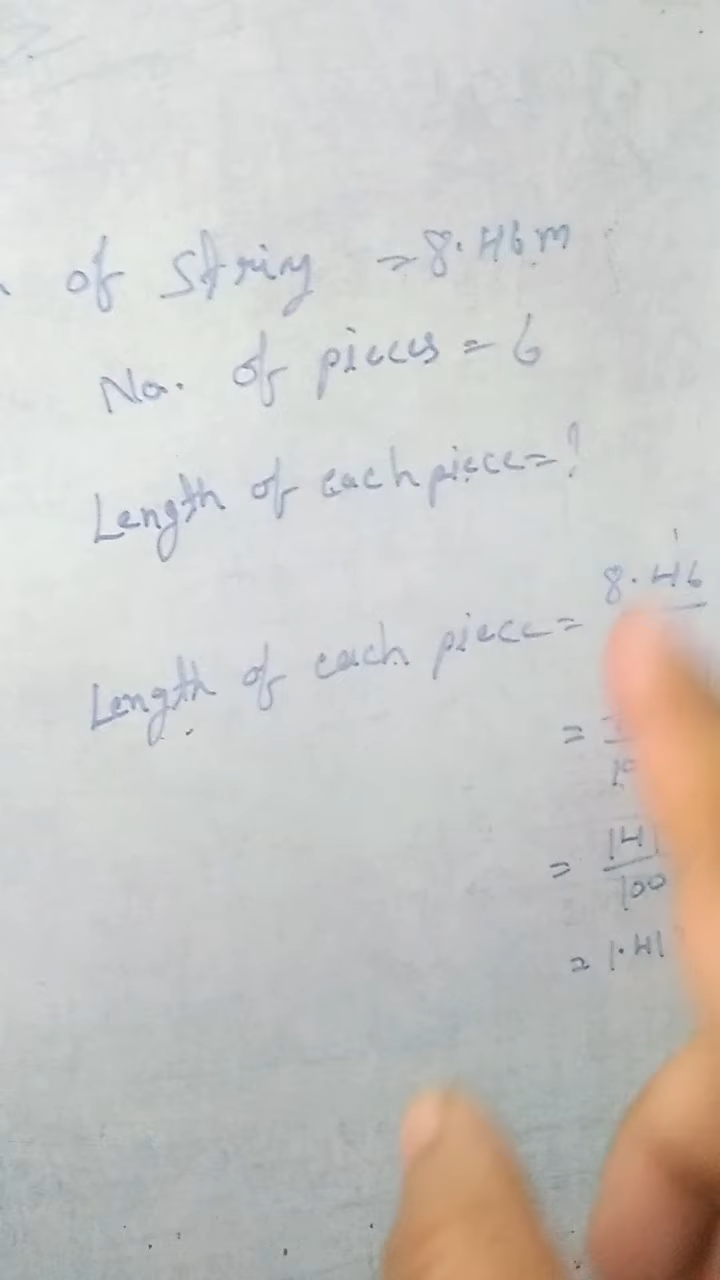 of string = 8.46m
No. of pieces = 6
Length of each piece = ?
Length of each piece = 8.46
=
= 141
100
= 1.41